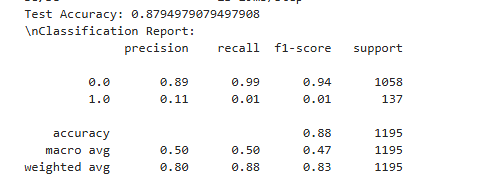 Test Accuracy: 0.8794979079497908
\nClassification Report:
precision recall f1-score support
0.0 0.89 0.99 0.94 1058
1.0 0.11 0.01 0.01 137
accuracy 0.88 1195
macro avg 0.50 0.50 0.47 1195
weighted avg 0.80 0.88 0.83 1195